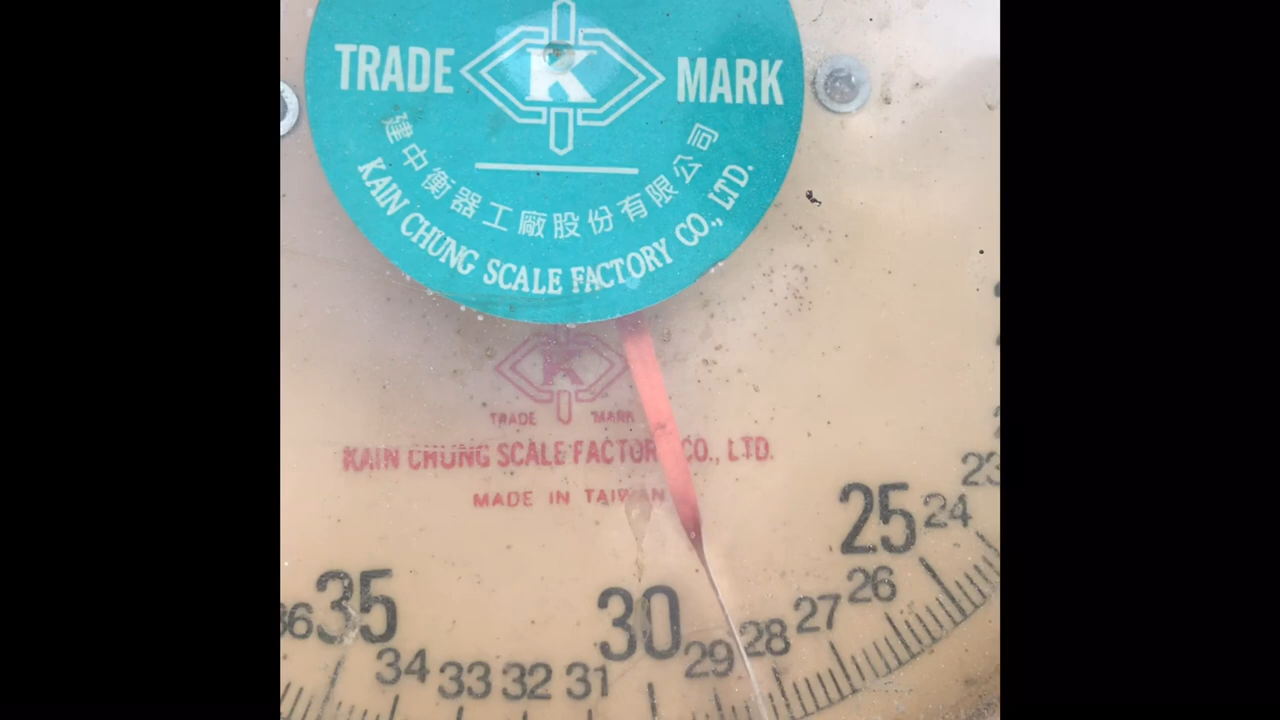 TRADE K MARK
建中衡器工廠股份有限公司
KAIN CHUNG SCALE FACTORY CO., LTD.
K
TRADE MARK
KAIN CHUNG SCALE FACTORY CO., LTD.
MADE IN TAIWAN
36 35 34 33 32 31 30 29 28 27 26 25 24 23